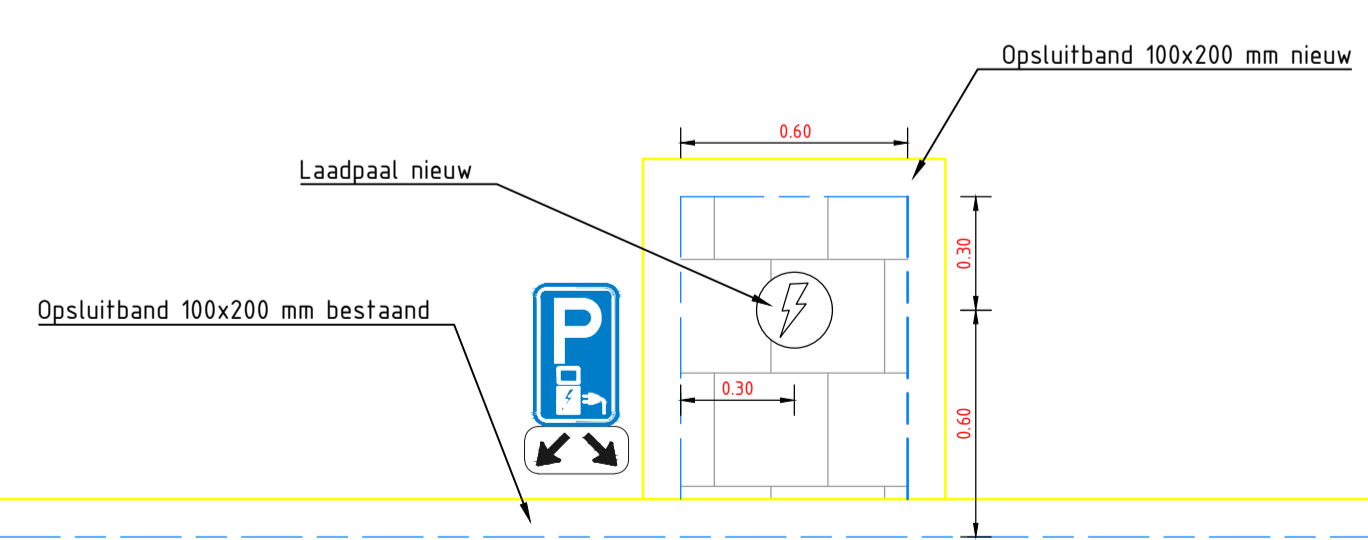 Opsluitband 100x200 mm nieuw
0.60
Laadpaal nieuw
0.30
Opsluitband 100x200 mm bestaand
P
0.30
0.60